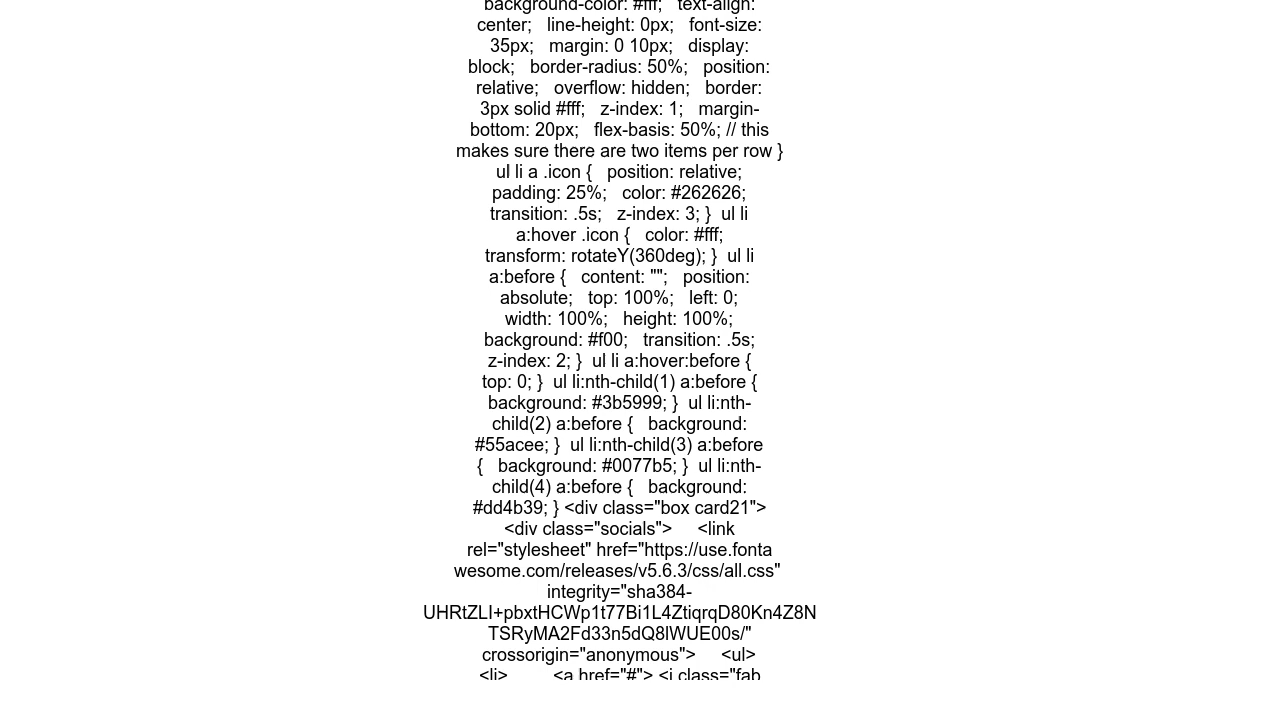 background-color: #fff;   text-align:
center;   line-height: 0px;   font-size:
35px;   margin: 0 10px;   display:
block;   border-radius: 50%;   position:
relative;   overflow: hidden;   border:
3px solid #fff;   z-index: 1;   margin-
bottom: 20px;   flex-basis: 50%; // this
makes sure there are two items per row }
ul li a .icon {   position: relative;
padding: 25%;   color: #262626;
transition: .5s;   z-index: 3; }  ul li
a:hover .icon {   color: #fff;
transform: rotateY(360deg); }  ul li
a:before {   content: "";   position:
absolute;   top: 100%;   left: 0;
width: 100%;   height: 100%;
background: #f00;   transition: .5s;
z-index: 2; }  ul li a:hover:before {
top: 0; }  ul li:nth-child(1) a:before {
background: #3b5999; }  ul li:nth-
child(2) a:before {   background:
#55acee; }  ul li:nth-child(3) a:before
{   background: #0077b5; }  ul li:nth-
child(4) a:before {   background:
#dd4b39; } <div class="box card21">
<div class="socials">     <link
rel="stylesheet" href="https://use.fonta
wesome.com/releases/v5.6.3/css/all.css"
integrity="sha384-
UHRtZLI+pbxtHCWp1t77Bi1L4ZtiqrqD80Kn4Z8N
TSRyMA2Fd33n5dQ8lWUE00s/"
crossorigin="anonymous">     <ul>
<li>         <a href="#"> <i class="fab